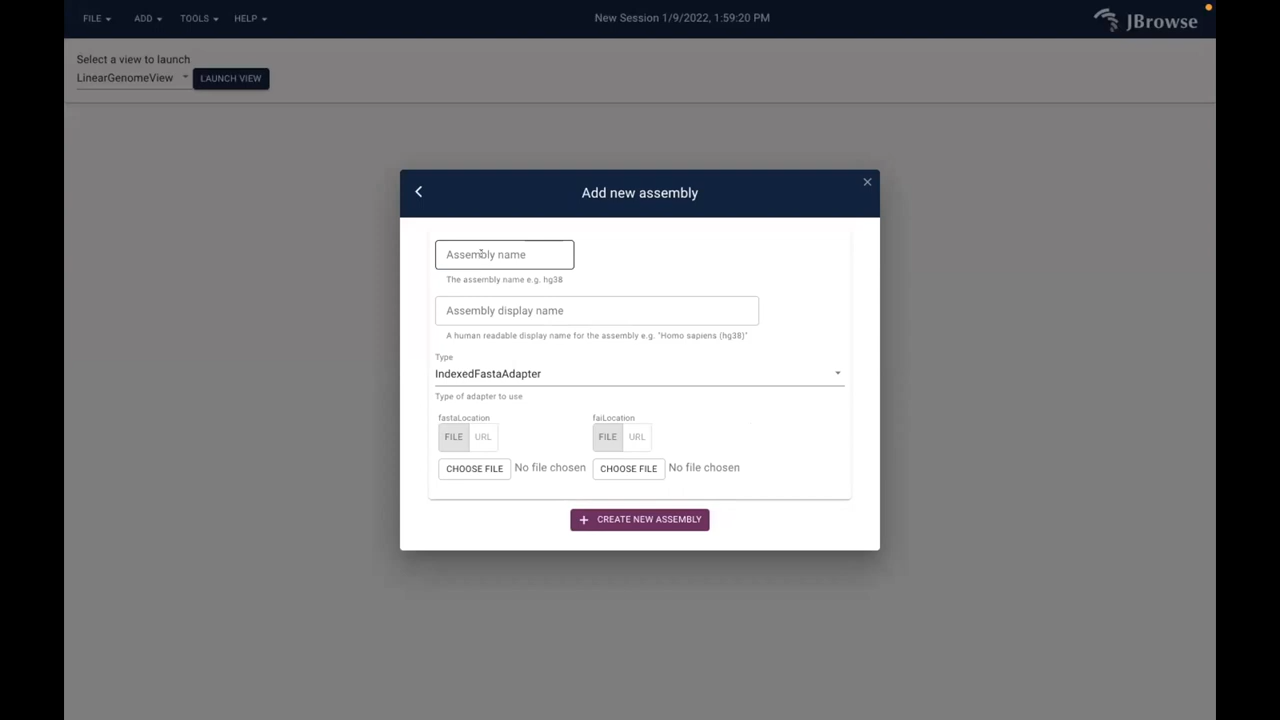 FILE ADD TOOLS HELP New Session 1/9/2022, 1:59:20 PM JBrowse
Select a view to launch
LinearGenomeView LAUNCH VIEW
Add new assembly
Assembly name
The assembly name e.g. hg38
Assembly display name
A human readable display name for the assembly e.g. "Homo sapiens (hg38)"
Type
IndexedFastaAdapter
Type of adapter to use
fastaLocation faiLocation
FILE URL FILE URL
CHOOSE FILE No file chosen CHOOSE FILE No file chosen
+ CREATE NEW ASSEMBLY